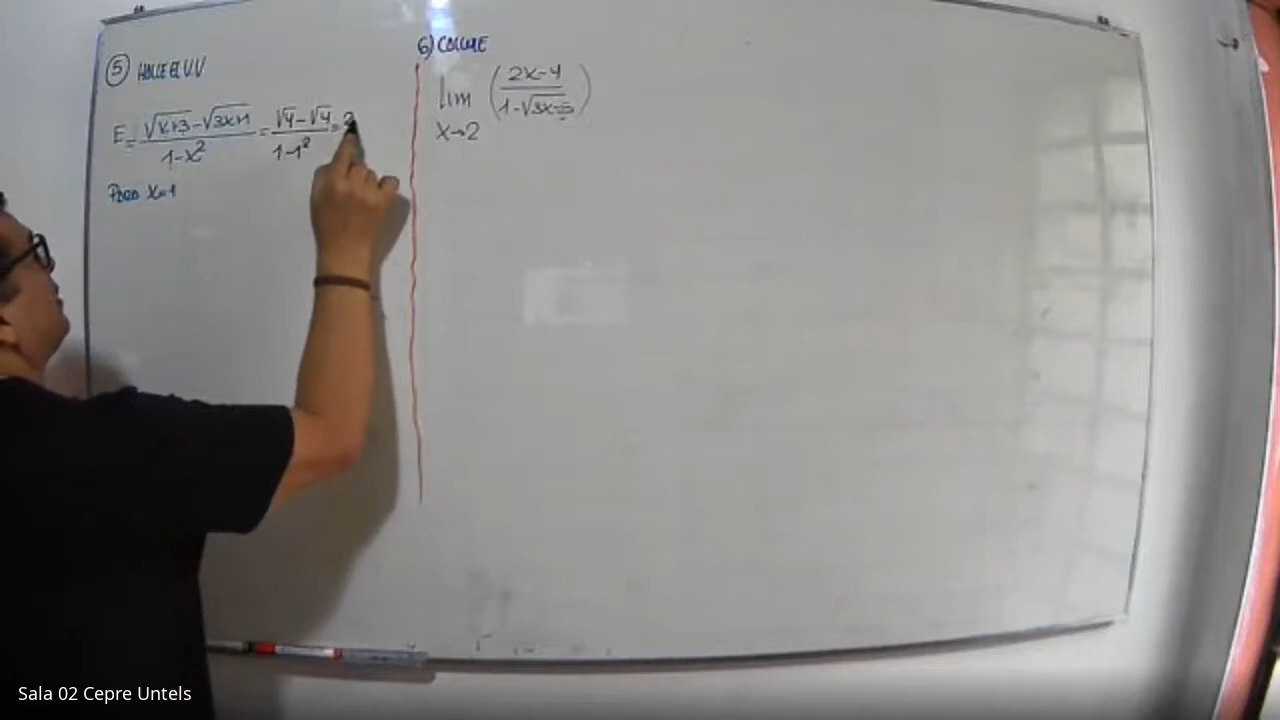 5 HALLE EL V.V
E = √x+3 - √3x+1 / 1-x² = √4 - √4 / 1-1² =
PARA X=1
6) CALCULE
lim (2x-4 / 1-√3x-5)
x→2
Sala 02 Cepre Untels